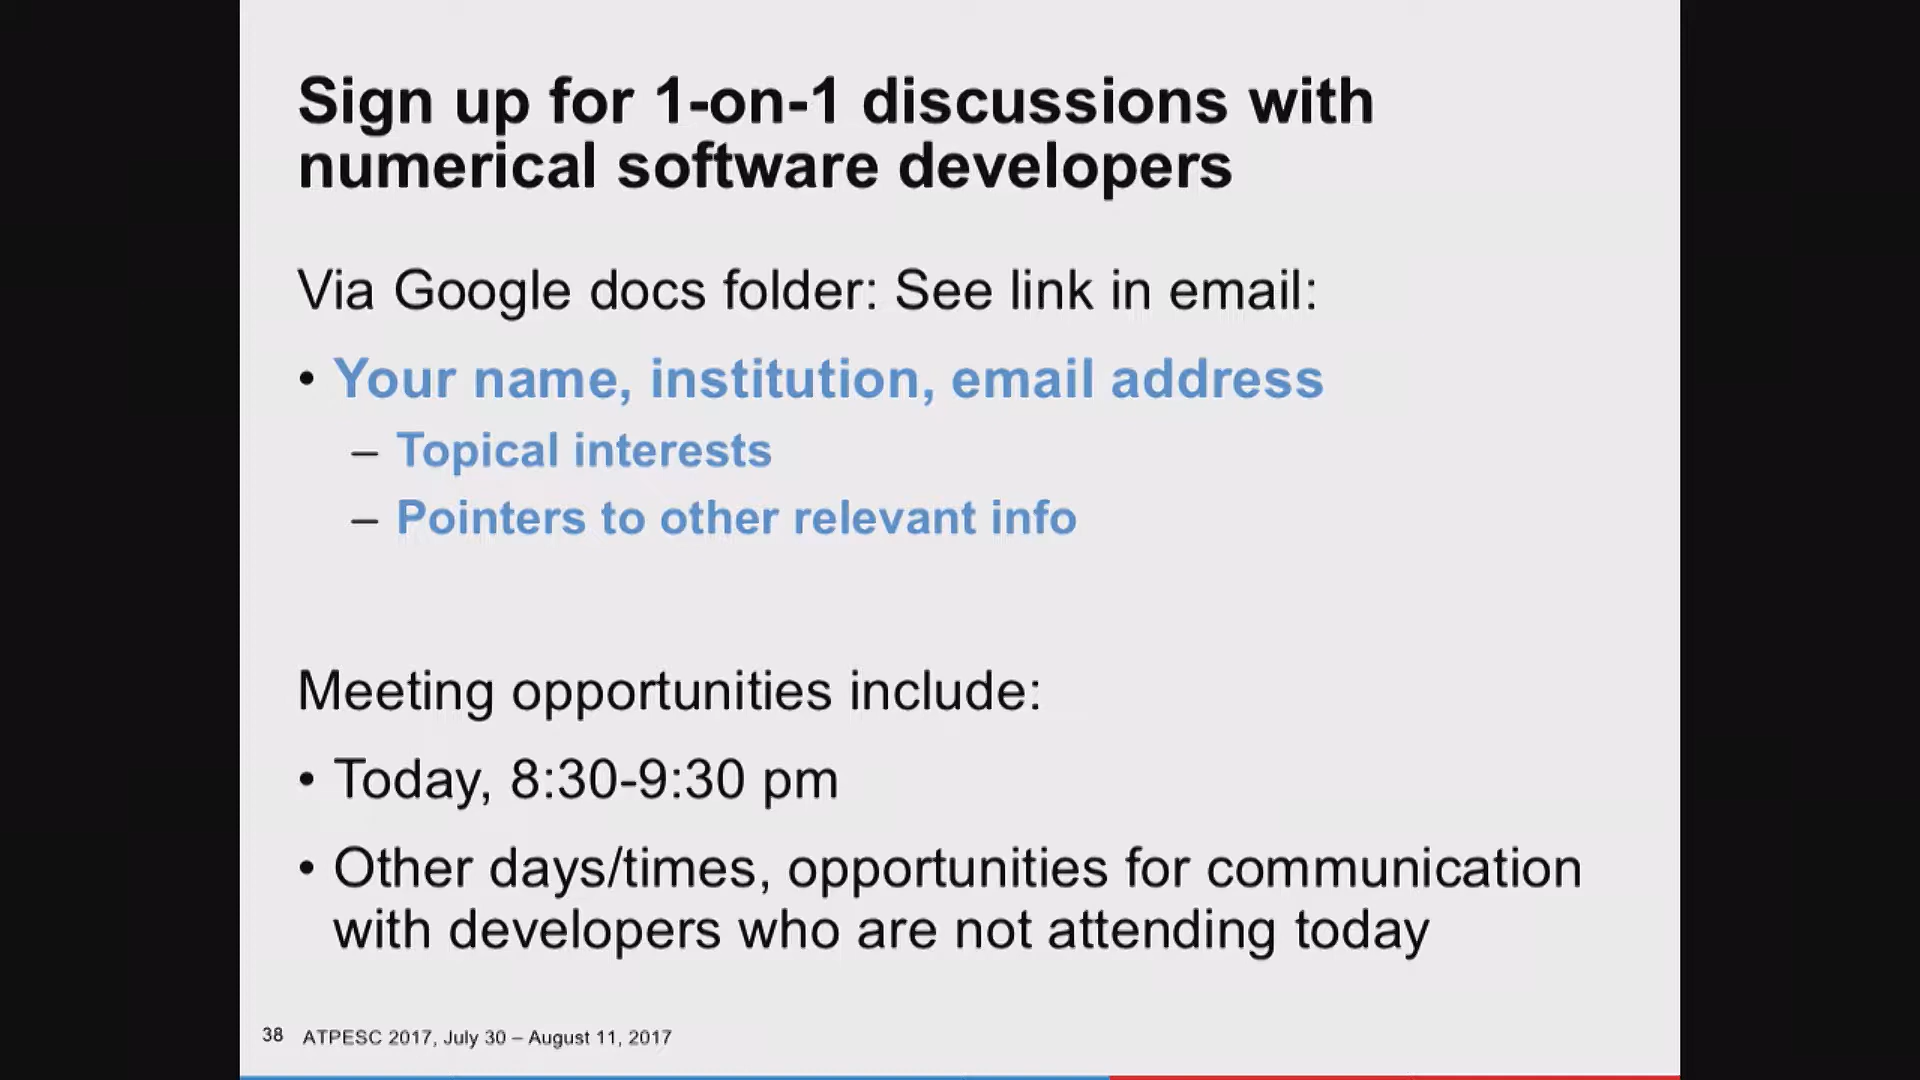 Sign up for 1-on-1 discussions with
numerical software developers
Via Google docs folder: See link in email:
• Your name, institution, email address
– Topical interests
– Pointers to other relevant info
Meeting opportunities include:
• Today, 8:30-9:30 pm
• Other days/times, opportunities for communication
with developers who are not attending today
38 ATPESC 2017, July 30 – August 11, 2017